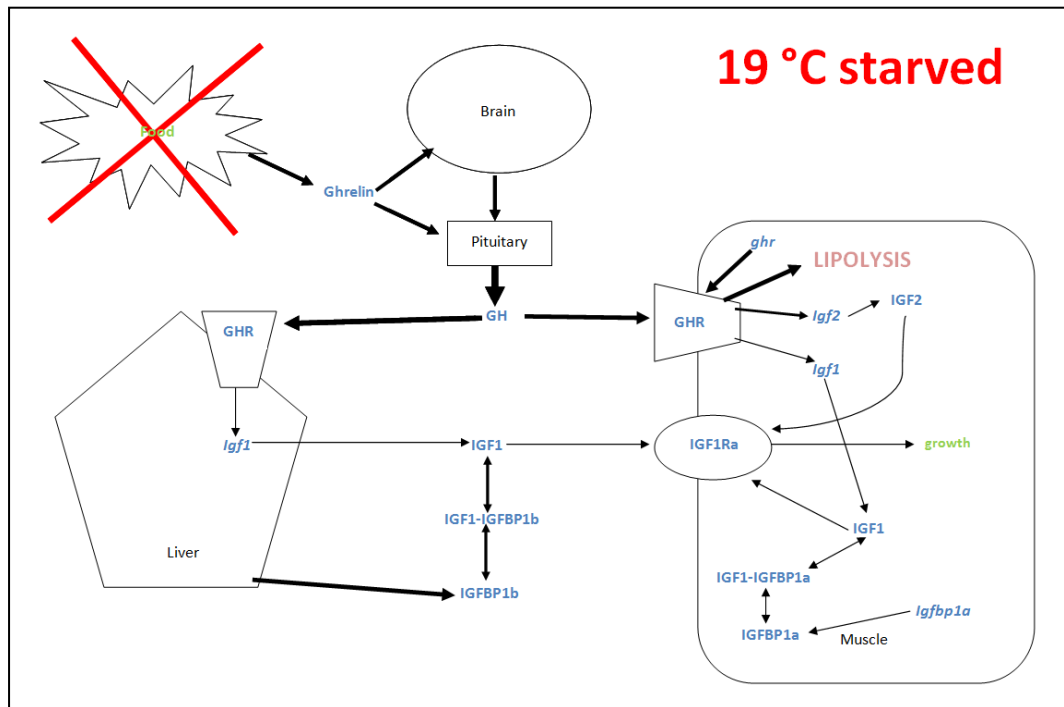 19 °C starved
Food
Brain
Ghrelin
Pituitary
ghr
LIPOLYSIS
GH
GHR
GHR
Igf2
IGF2
Igf1
Igf1
IGF1
IGF1Ra
growth
IGF1-IGFBP1b
IGF1
Liver
IGFBP1b
IGF1-IGFBP1a
IGFBP1a
Igfbp1a
Muscle